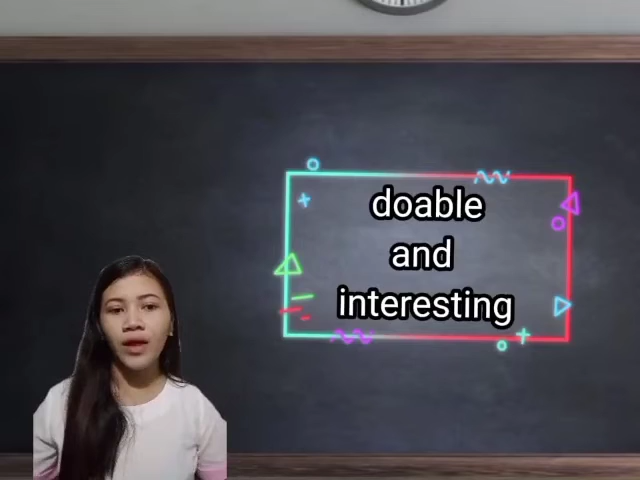 doable
and
interesting